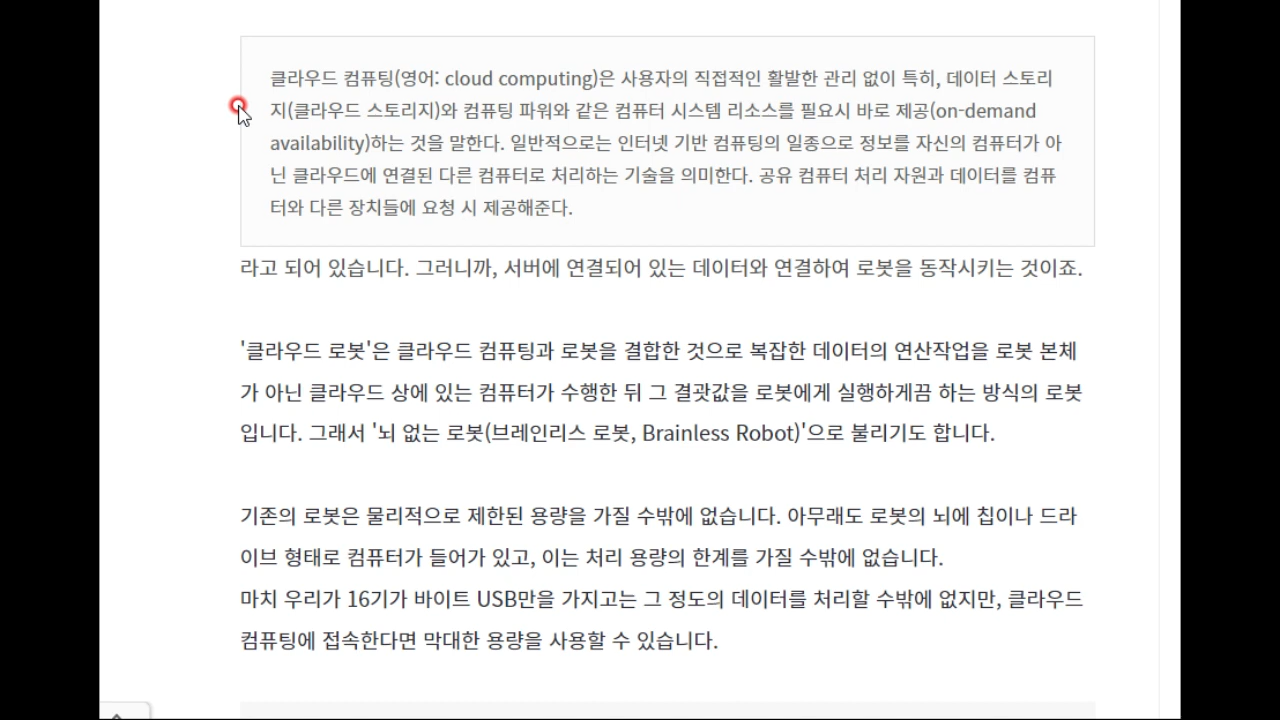 클라우드 컴퓨팅(영어: cloud computing)은 사용자의 직접적인 활발한 관리 없이 특히, 데이터 스토리
지(클라우드 스토리지)와 컴퓨팅 파워와 같은 컴퓨터 시스템 리소스를 필요시 바로 제공(on-demand
availability)하는 것을 말한다. 일반적으로는 인터넷 기반 컴퓨팅의 일종으로 정보를 자신의 컴퓨터가 아
닌 클라우드에 연결된 다른 컴퓨터로 처리하는 기술을 의미한다. 공유 컴퓨터 처리 자원과 데이터를 컴퓨
터와 다른 장치들에 요청 시 제공해준다.
라고 되어 있습니다. 그러니까, 서버에 연결되어 있는 데이터와 연결하여 로봇을 동작시키는 것이죠.
'클라우드 로봇'은 클라우드 컴퓨팅과 로봇을 결합한 것으로 복잡한 데이터의 연산작업을 로봇 본체
가 아닌 클라우드 상에 있는 컴퓨터가 수행한 뒤 그 결괏값을 로봇에게 실행하게끔 하는 방식의 로봇
입니다. 그래서 '뇌 없는 로봇(브레인리스 로봇, Brainless Robot)'으로 불리기도 합니다.
기존의 로봇은 물리적으로 제한된 용량을 가질 수밖에 없습니다. 아무래도 로봇의 뇌에 칩이나 드라
이브 형태로 컴퓨터가 들어가 있고, 이는 처리 용량의 한계를 가질 수밖에 없습니다.
마치 우리가 16기가 바이트 USB만을 가지고는 그 정도의 데이터를 처리할 수밖에 없지만, 클라우드
컴퓨팅에 접속한다면 막대한 용량을 사용할 수 있습니다.